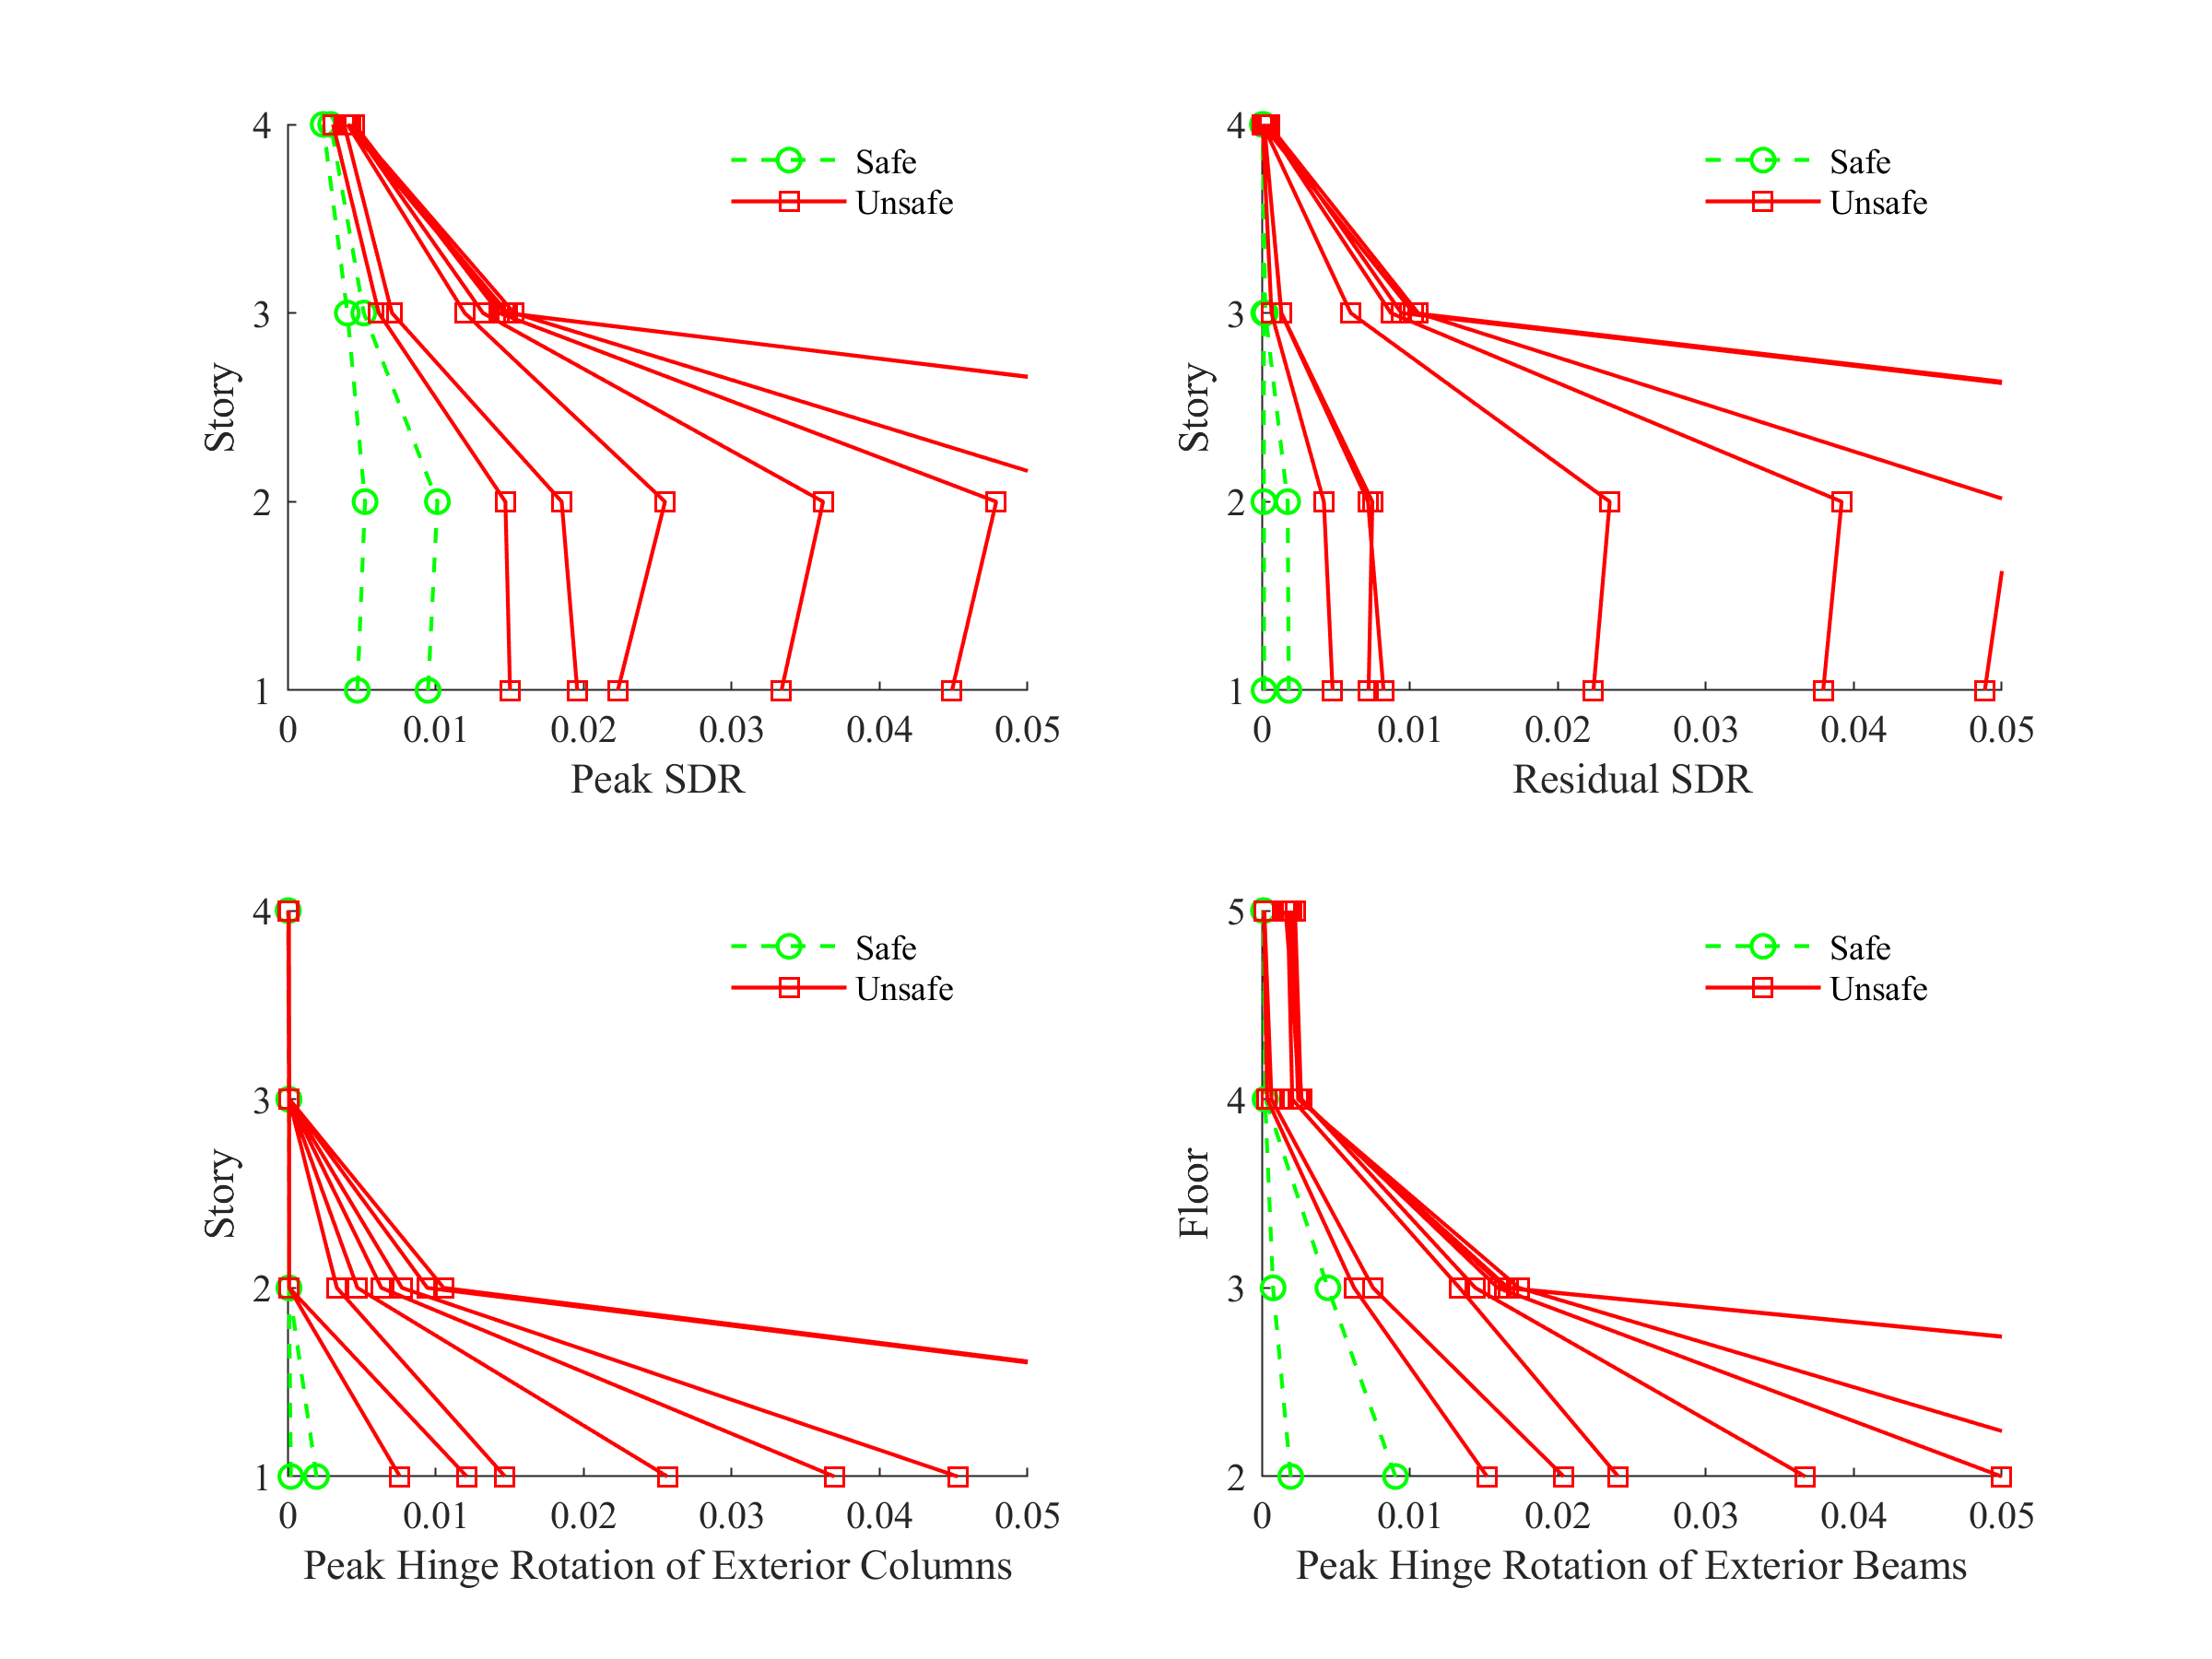 4
3
2
1
Story
0 0.01 0.02 0.03 0.04 0.05
Peak SDR
Safe
Unsafe
4
3
2
1
Story
0 0.01 0.02 0.03 0.04 0.05
Residual SDR
Safe
Unsafe
4
3
2
1
Story
0 0.01 0.02 0.03 0.04 0.05
Peak Hinge Rotation of Exterior Columns
Safe
Unsafe
5
4
3
2
Floor
0 0.01 0.02 0.03 0.04 0.05
Peak Hinge Rotation of Exterior Beams
Safe
Unsafe